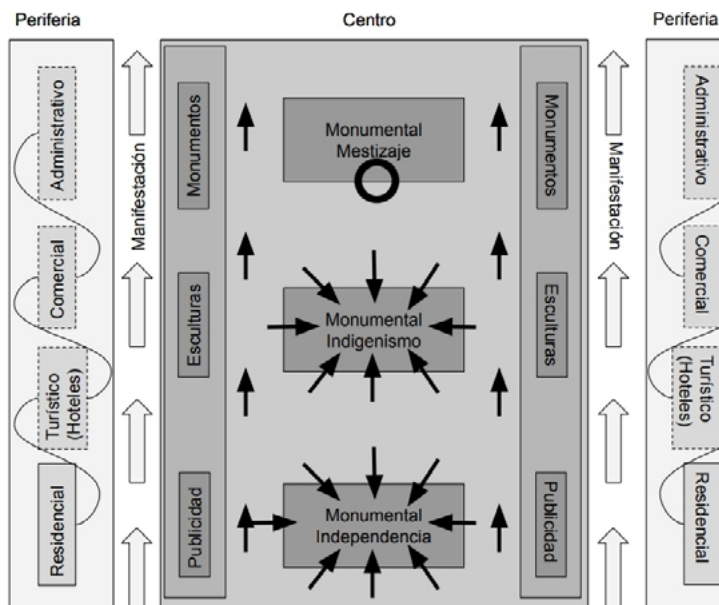 Periferia
Centro
Periferia
Administrativo
Comercial
Turístico
(Hoteles)
Residencial
Manifestación
Monumentos
Esculturas
Publicidad
Monumental
Mestizaje
Monumental
Indigenismo
Monumental
Independencia
Monumentos
Esculturas
Publicidad
Manifestación
Administrativo
Comercial
Turístico
(Hoteles)
Residencial